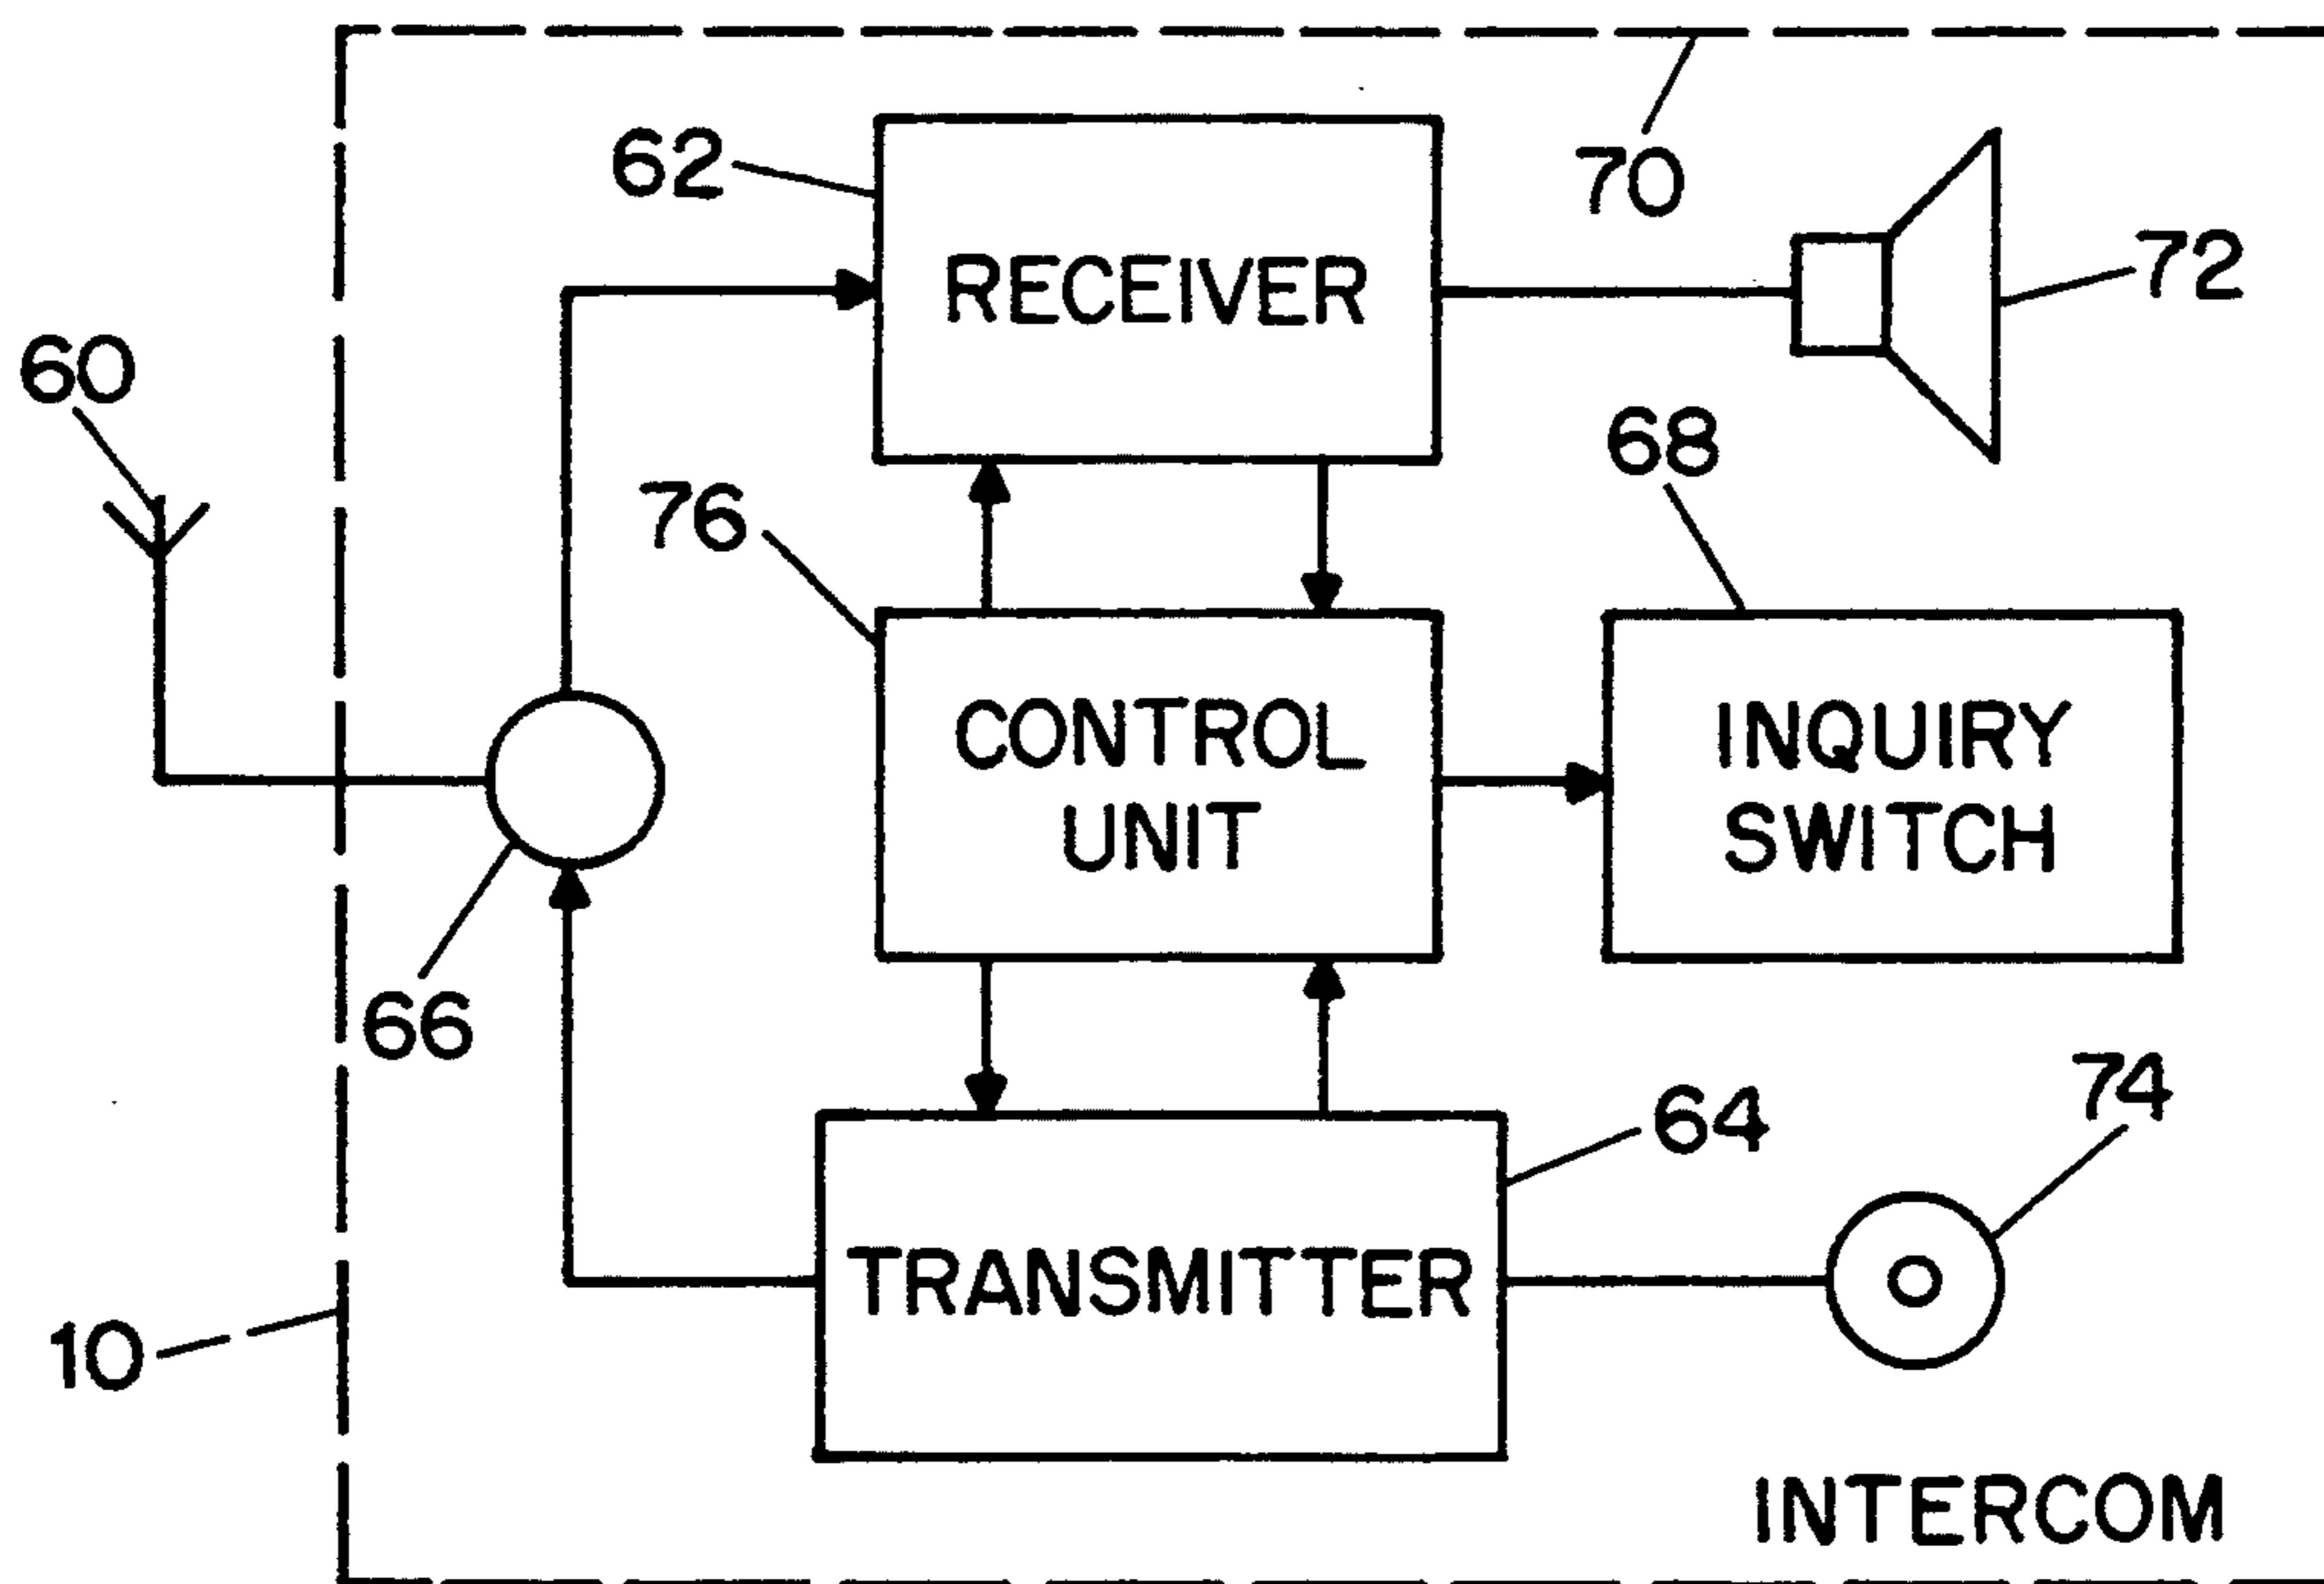 70
62
RECEIVER
72
60
68
76
CONTROL
UNIT
INQUIRY
SWITCH
66
74
64
TRANSMITTER
10
INTERCOM